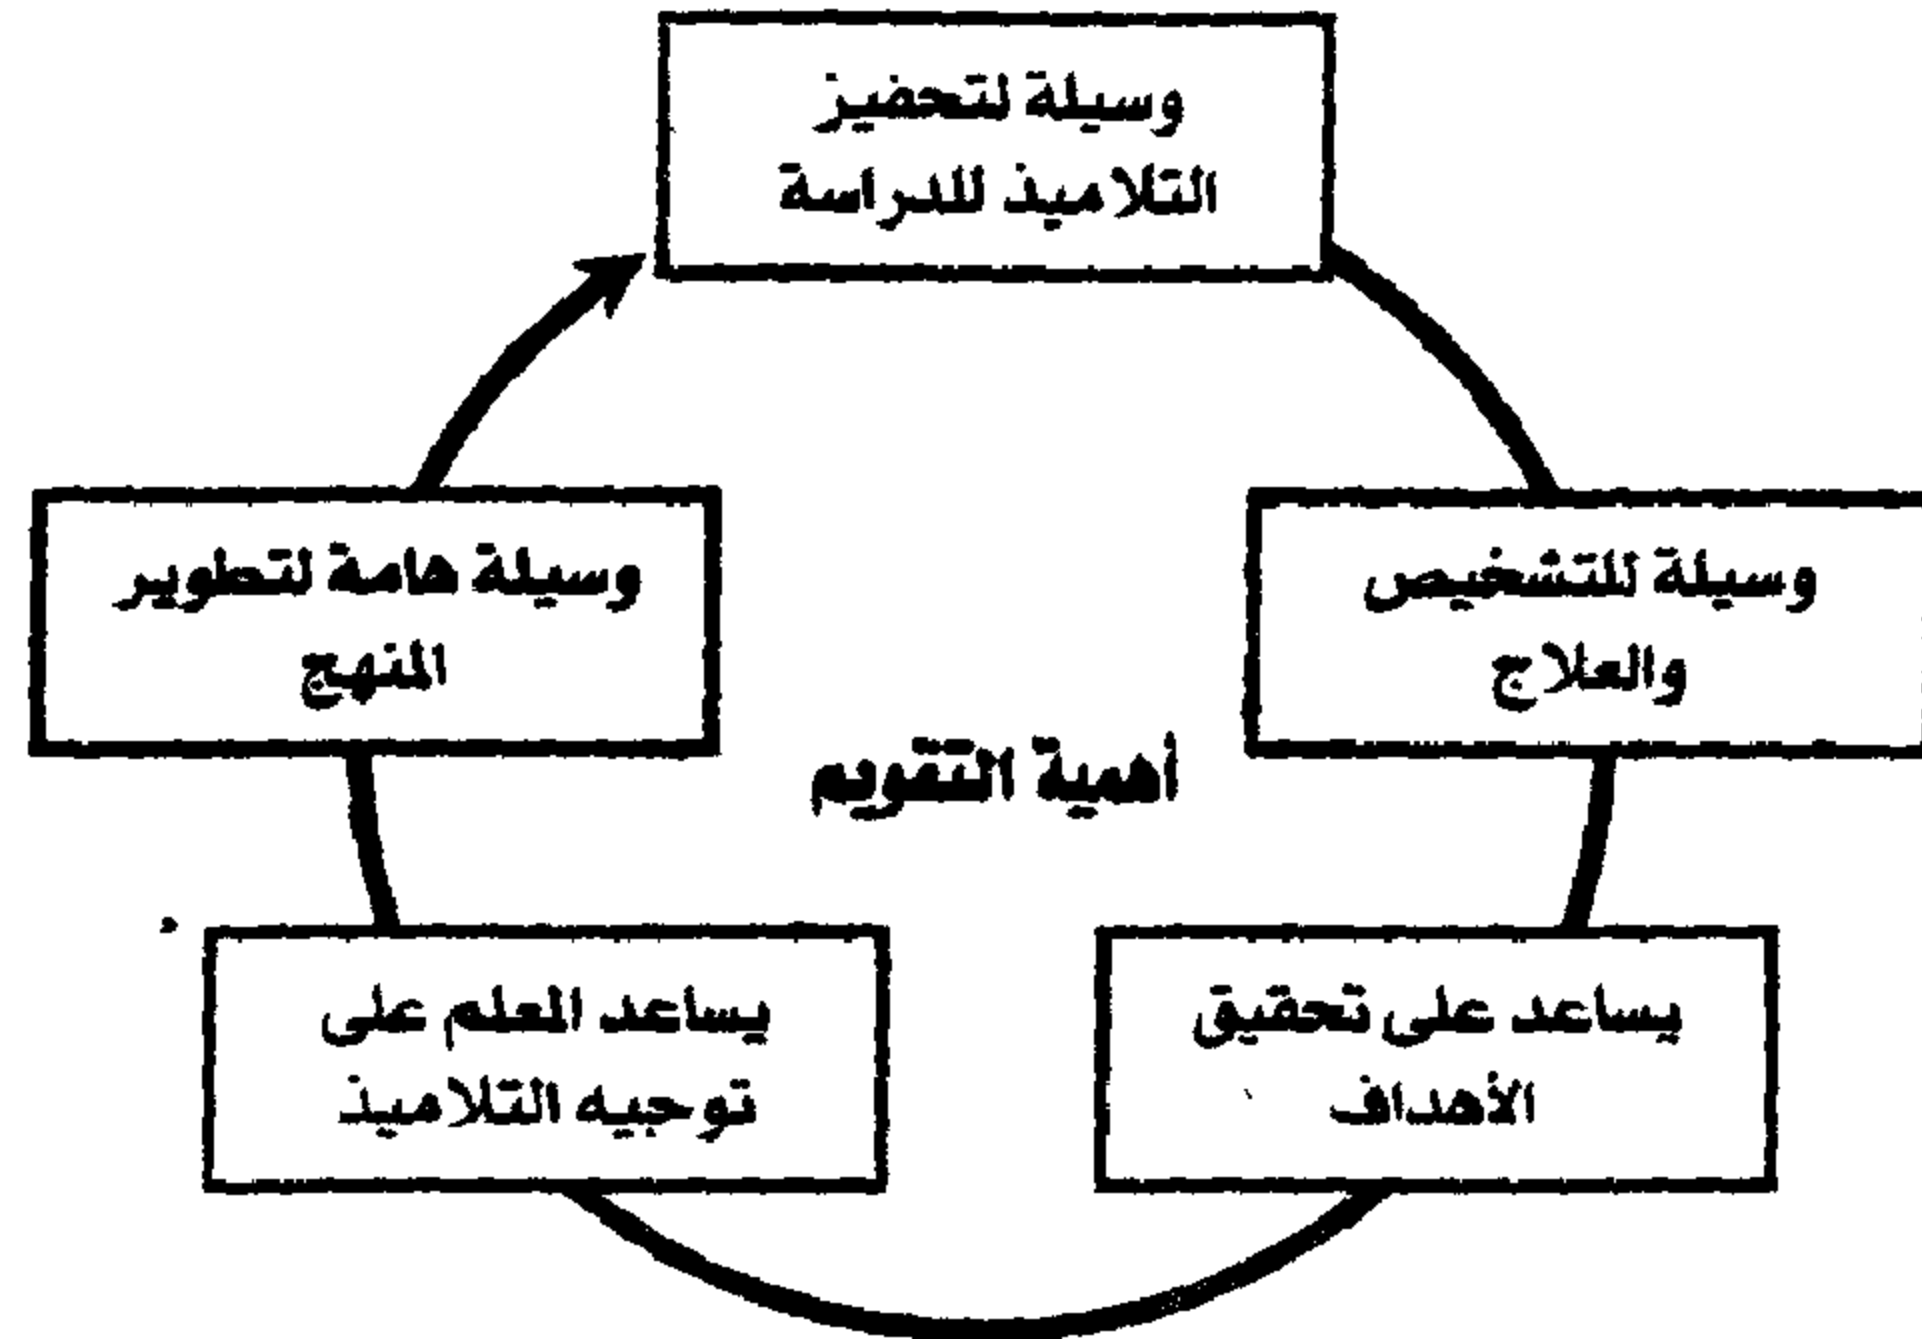 وسيلة لتحفيز
التلاميذ للدراسة
وسيلة للتشخيص
والعلاج
يساعد على تحقيق
الأهداف
يساعد المعلم على
توجيه التلاميذ
وسيلة هامة لتطوير
المنهج
أهمية التقويم